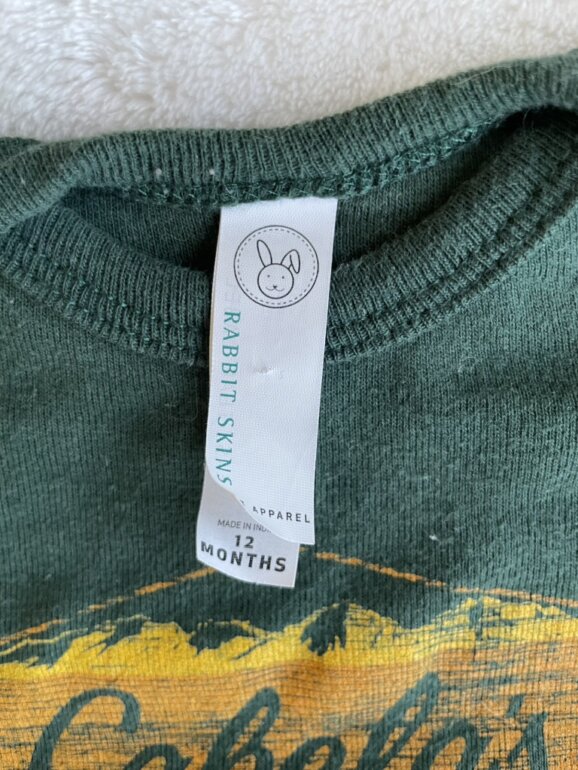 RABBIT SKINS
APPAREL
MADE IN
12
MONTHS
Cabela's